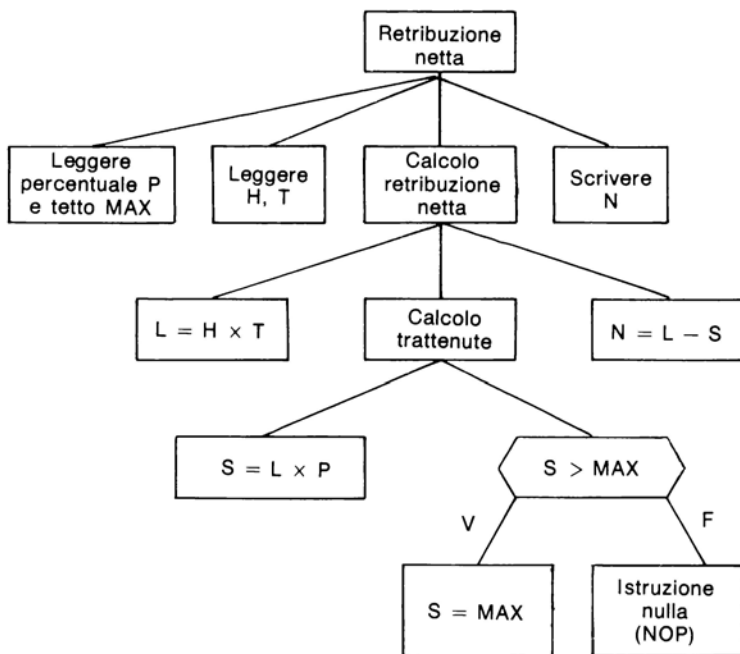 Retribuzione
netta
Leggere
percentuale P
e tetto MAX
Leggere
H, T
Calcolo
retribuzione
netta
Scrivere
N
L = H × T
Calcolo
trattenute
N = L − S
S = L × P
S > MAX
V
F
S = MAX
Istruzione
nulla
(NOP)